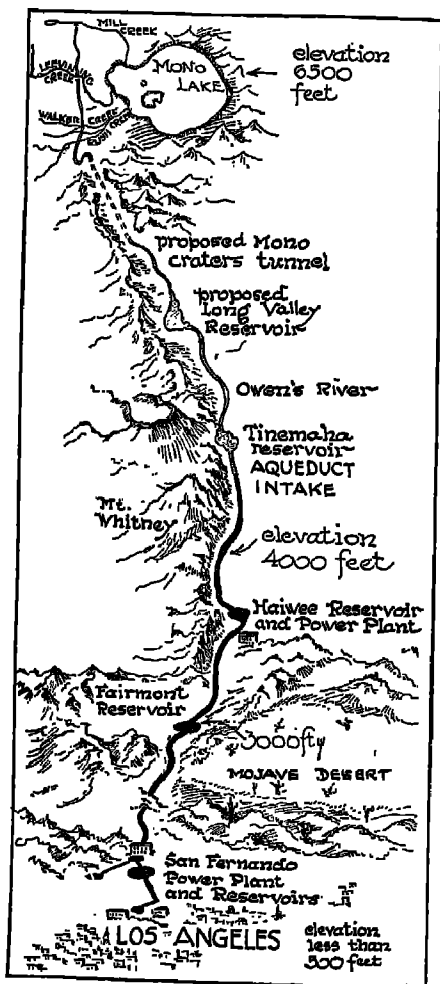 MILL CREEK
LEEVINING
CREEK
MONO
LAKE
elevation
6500
feet
WALKER CREEK
RUSH CREEK
proposed Mono
craters tunnel
proposed
Long Valley
Reservoir
Owen's River
Tinemaha
reservoir
AQUEDUCT
INTAKE
Mt.
Whitney
elevation
4000 feet
Haiwee Reservoir
and Power Plant
Fairmont
Reservoir
3000ft
MOJAVE DESERT
San Fernando
Power Plant
and Reservoirs
LOS ANGELES
elevation
less than
500 feet